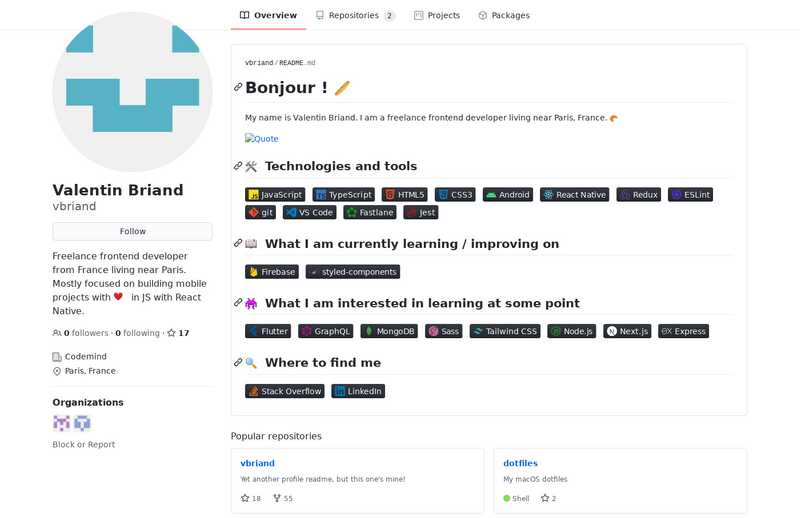 Overview
Repositories 2
Projects
Packages
Valentin Briand
vbriand
Follow
Freelance frontend developer
from France living near Paris.
Mostly focused on building mobile
projects with ❤️ in JS with React
Native.
0 followers · 0 following · 17
Codemind
Paris, France
Organizations
Block or Report
vbriand/README.md
Bonjour ! 🥖
My name is Valentin Briand. I am a freelance frontend developer living near Paris, France. 🥐
Quote
🛠 Technologies and tools
JavaScript TypeScript HTML5 CSS3 Android React Native Redux ESLint
git VS Code Fastlane Jest
📖 What I am currently learning / improving on
Firebase styled-components
👾 What I am interested in learning at some point
Flutter GraphQL MongoDB Sass Tailwind CSS Node.js Next.js Express
🔍 Where to find me
Stack Overflow LinkedIn
Popular repositories
vbriand
Yet another profile readme, but this one's mine!
18 55
dotfiles
My macOS dotfiles
Shell 2